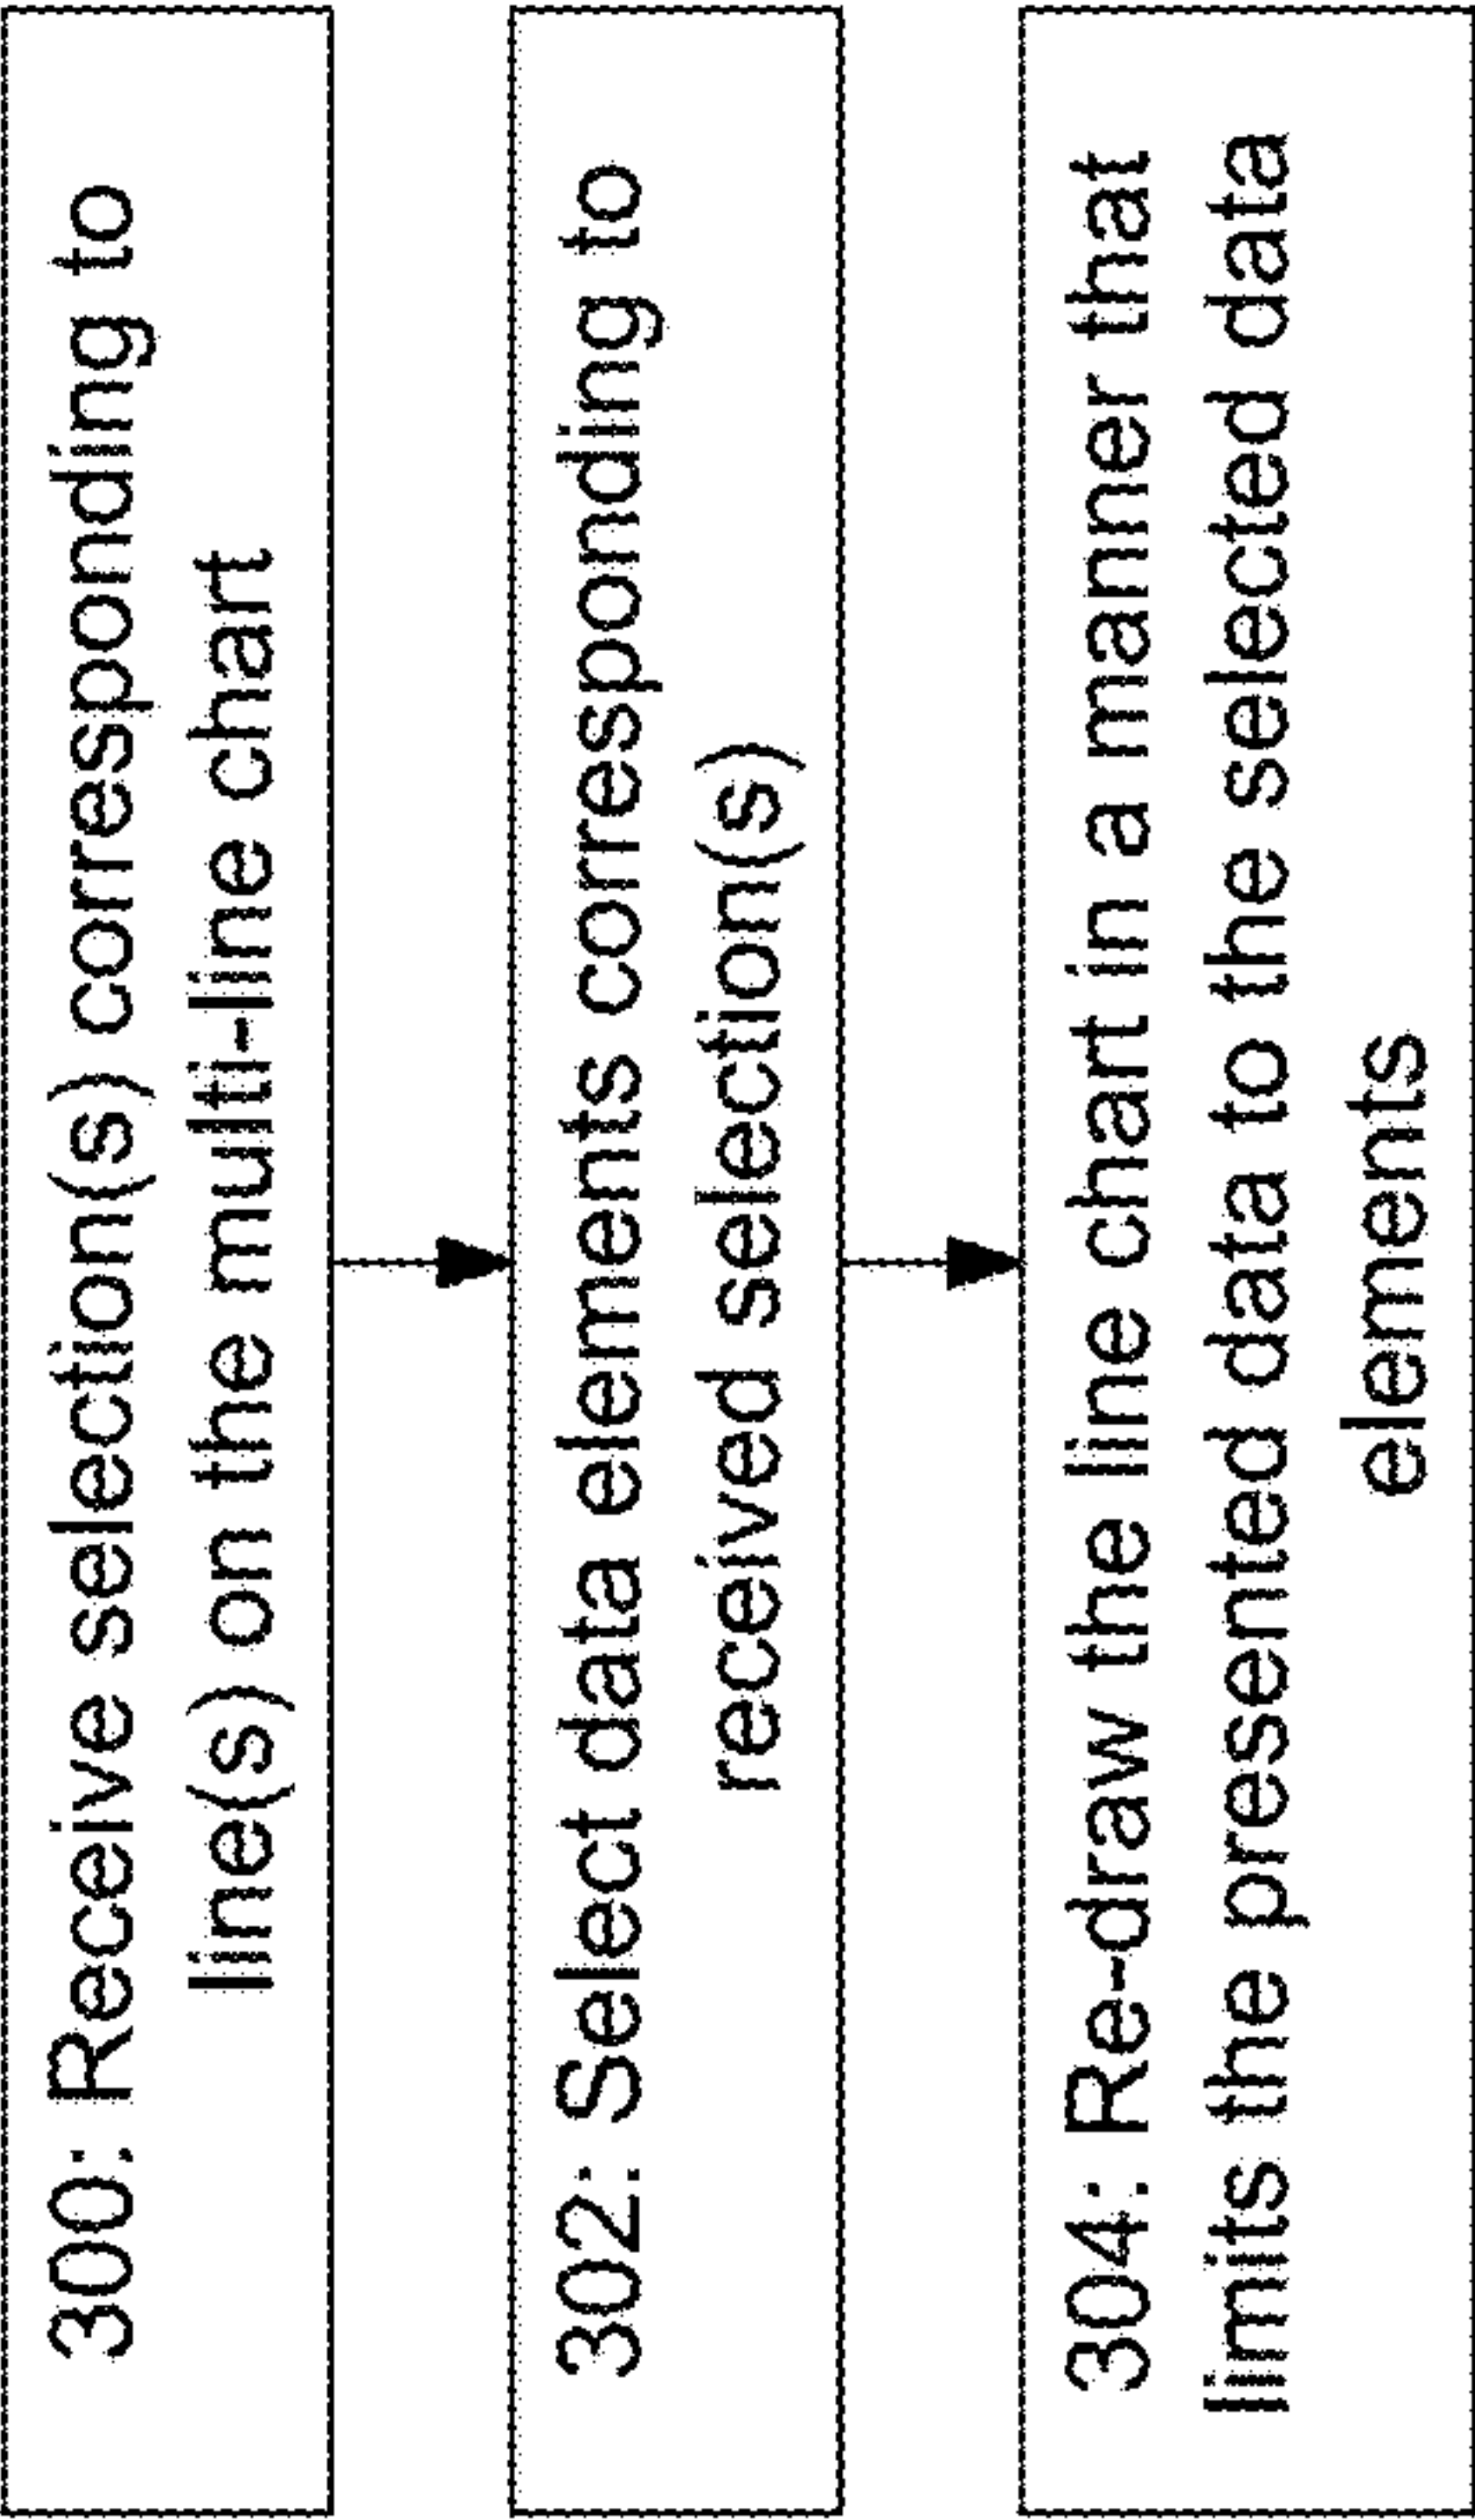 300: Receive selection(s) corresponding to
line(s) on the multi-line chart
302: Select data elements corresponding to
received selection(s)
304: Re-draw the line chart in a manner that
limits the presented data to the selected data
elements